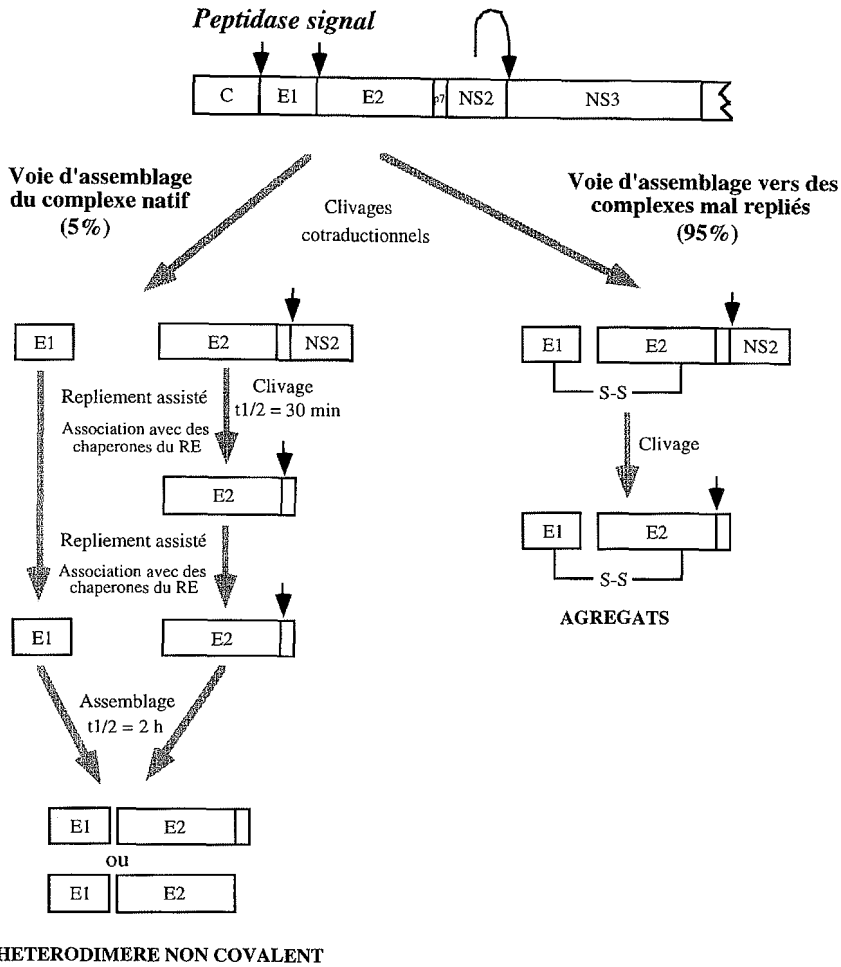 Peptidase signal
C E1 E2 p7 NS2 NS3
Voie d'assemblage
du complexe natif
(5%)
Clivages
cotraductionnels
Voie d'assemblage vers des
complexes mal repliés
(95%)
E1 E2 NS2
Repliement assisté
Association avec des
chaperones du RE
Clivage
t1/2 = 30 min
E2
Repliement assisté
Association avec des
chaperones du RE
E1 E2
Assemblage
t1/2 = 2 h
E1 E2
ou
E1 E2
HETERODIMERE NON COVALENT
E1 E2 NS2
S-S
Clivage
E1 E2
S-S
AGREGATS